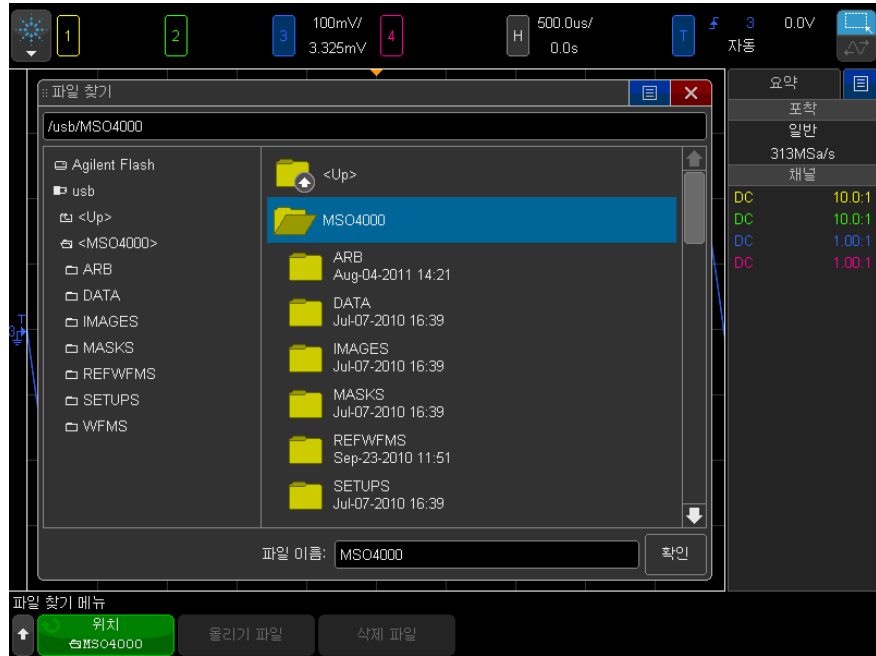 1
2
3
100mV/
3.325mV
4
H
500.0us/
0.0s
T
3
0.0V
자동
파일 찾기
/usb/MSO4000
Agilent Flash
usb
<Up>
<MSO4000>
ARB
DATA
IMAGES
MASKS
REFWFMS
SETUPS
WFMS
<Up>
MSO4000
ARB
Aug-04-2011 14:21
DATA
Jul-07-2010 16:39
IMAGES
Jul-07-2010 16:39
MASKS
Jul-07-2010 16:39
REFWFMS
Sep-23-2010 11:51
SETUPS
Jul-07-2010 16:39
파일 이름: MSO4000
확인
요약
포착
일반
313MSa/s
채널
DC 10.0:1
DC 10.0:1
DC 1.00:1
DC 1.00:1
T
3
파일 찾기 메뉴
위치
MSO4000
올리기 파일
삭제 파일